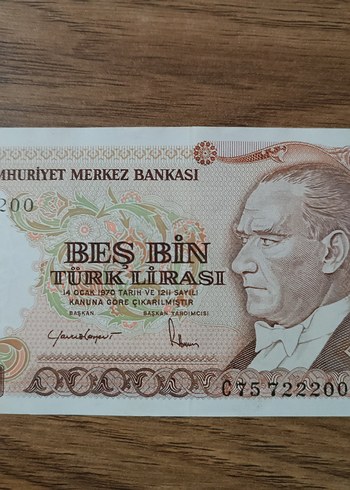 MHURİYET MERKEZ BANKASI
200
BEŞ BİN
TÜRK LİRASI
14 OCAK 1970 TARİH VE 1211 SAYILI
KANUNA GÖRE ÇIKARILMIŞTIR
BAŞKAN BAŞKAN YARDIMCISI
C75 722200